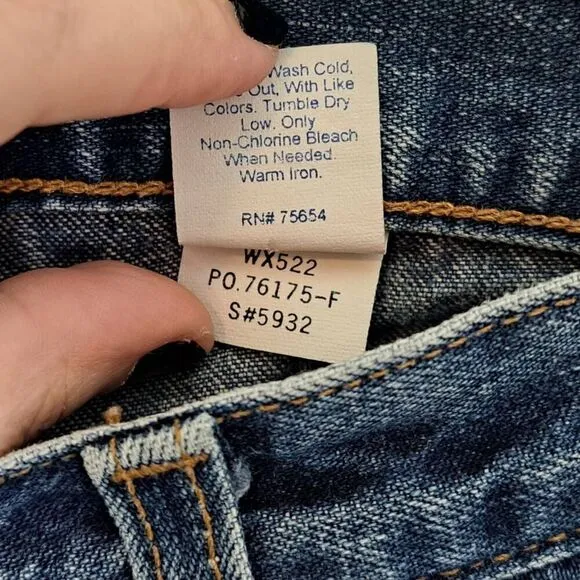 Wash Cold,
Out, With Like
Colors. Tumble Dry
Low. Only
Non-Chlorine Bleach
When Needed.
Warm Iron.
RN# 75654
WX522
PO.76175-F
S#5932